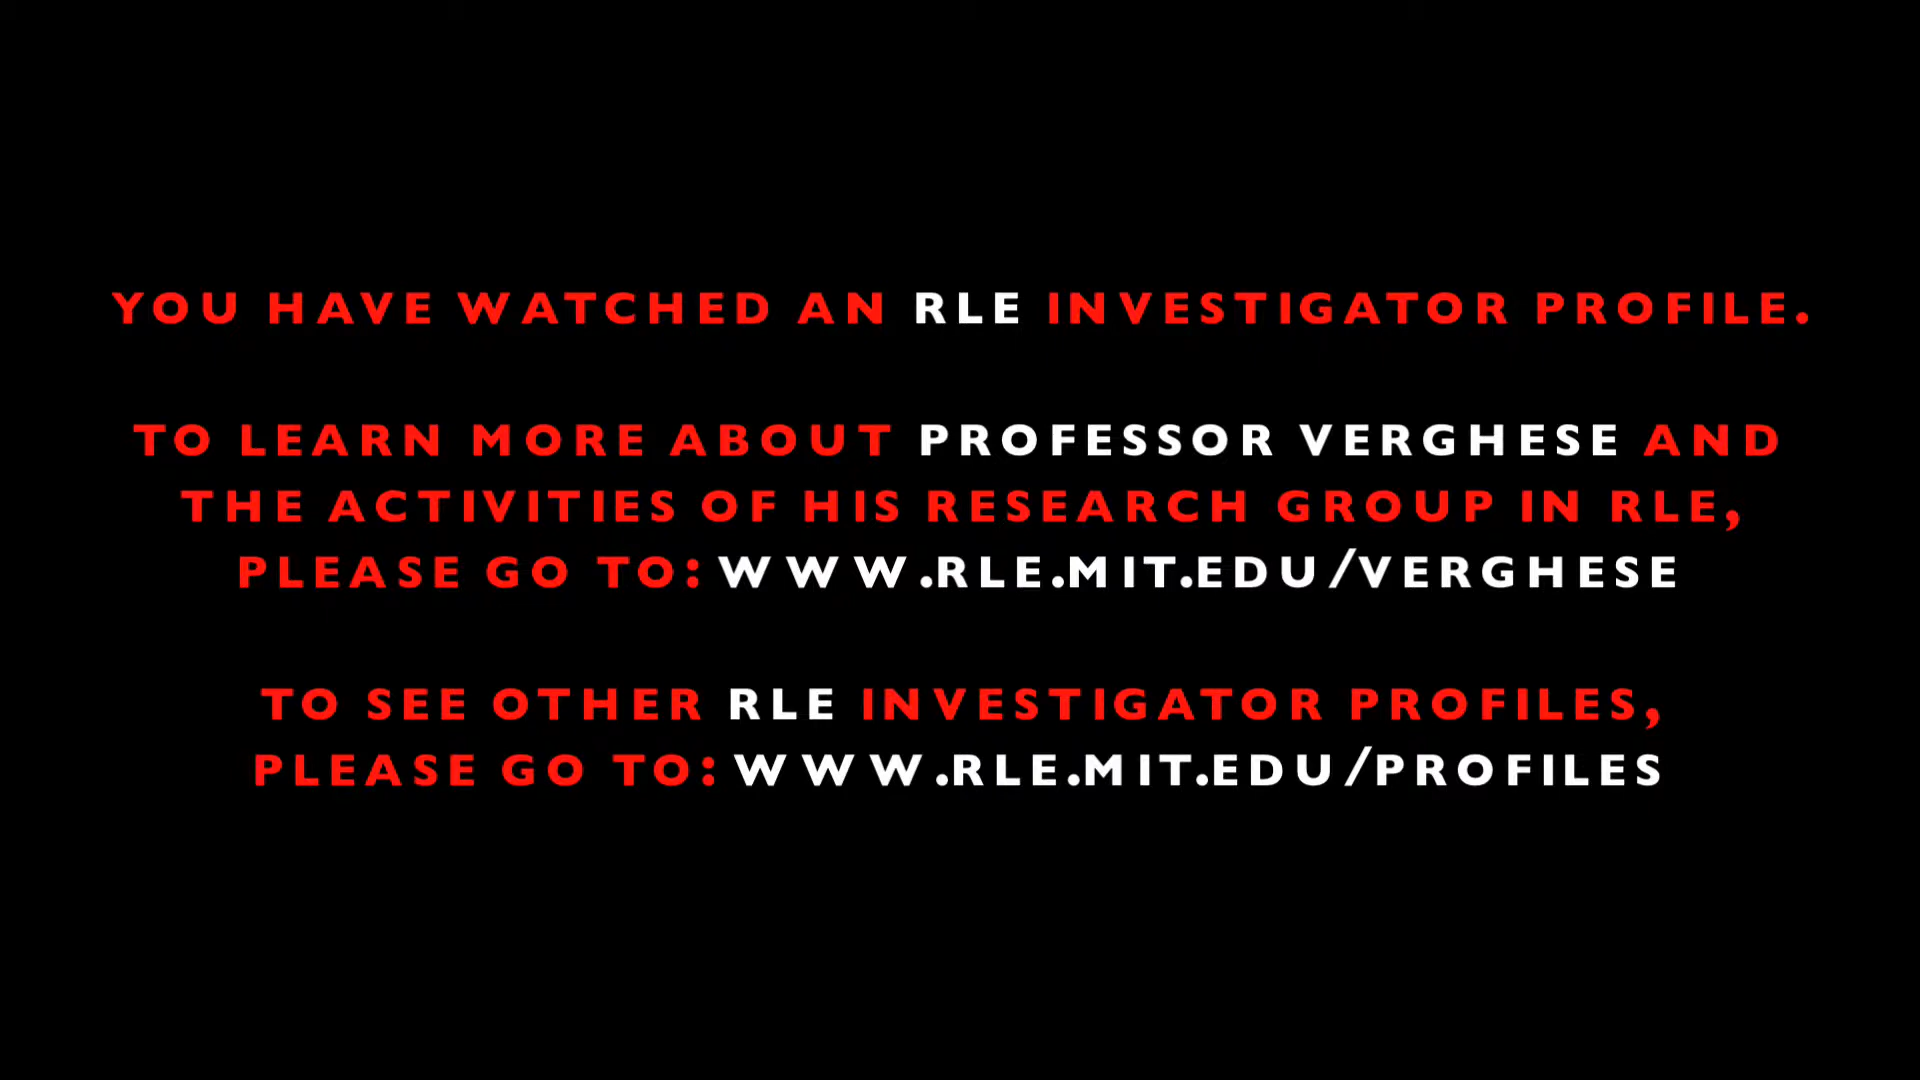 YOU HAVE WATCHED AN RLE INVESTIGATOR PROFILE.
TO LEARN MORE ABOUT PROFESSOR VERGHESE AND
THE ACTIVITIES OF HIS RESEARCH GROUP IN RLE,
PLEASE GO TO: WWW.RLE.MIT.EDU/VERGHESE
TO SEE OTHER RLE INVESTIGATOR PROFILES,
PLEASE GO TO: WWW.RLE.MIT.EDU/PROFILES